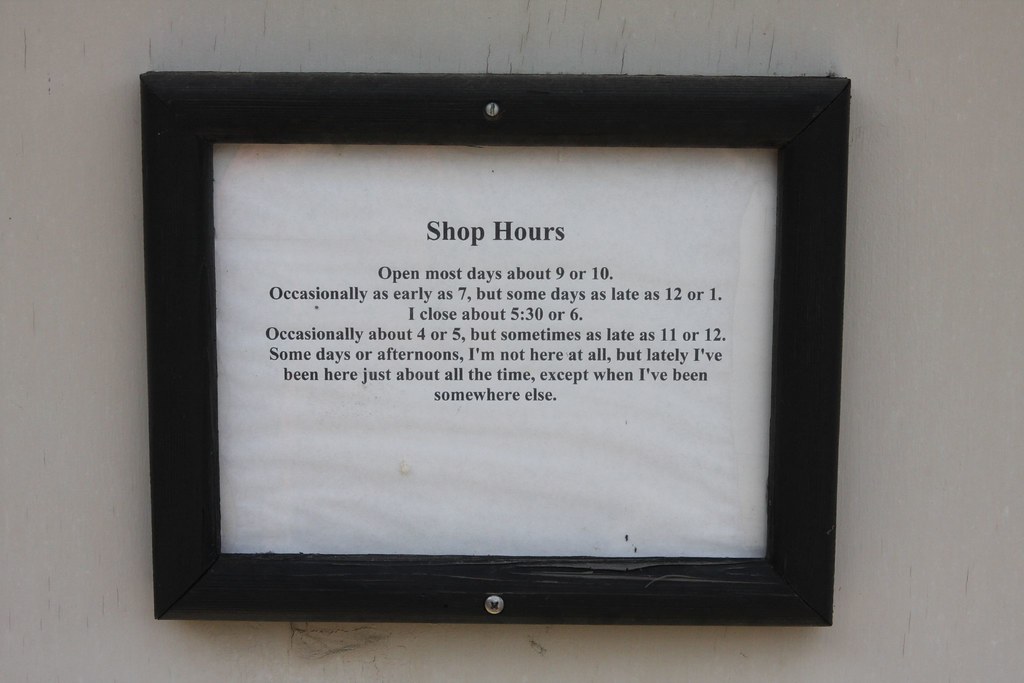 Shop Hours
Open most days about 9 or 10.
Occasionally as early as 7, but some days as late as 12 or 1.
I close about 5:30 or 6.
Occasionally about 4 or 5, but sometimes as late as 11 or 12.
Some days or afternoons, I'm not here at all, but lately I've
been here just about all the time, except when I've been
somewhere else.